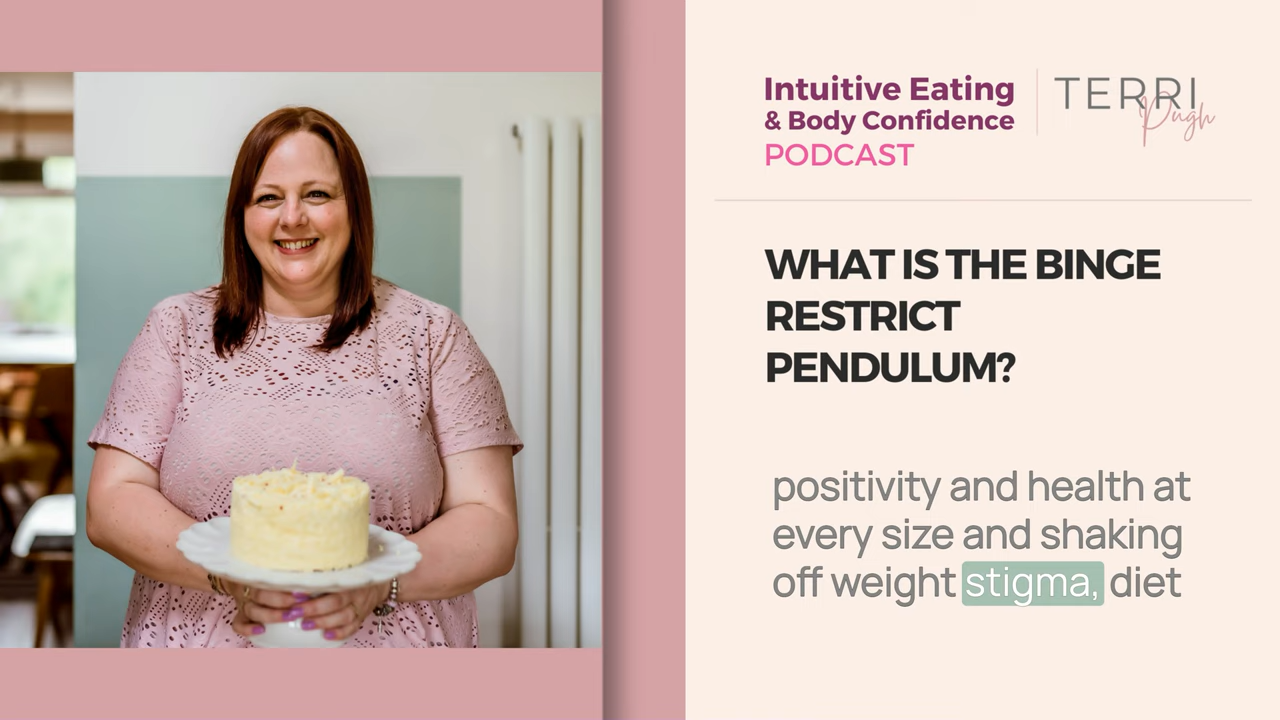 Intuitive Eating
& Body Confidence
PODCAST
TERRI
Pugh
WHAT IS THE BINGE
RESTRICT
PENDULUM?
positivity and health at
every size and shaking
off weight stigma, diet